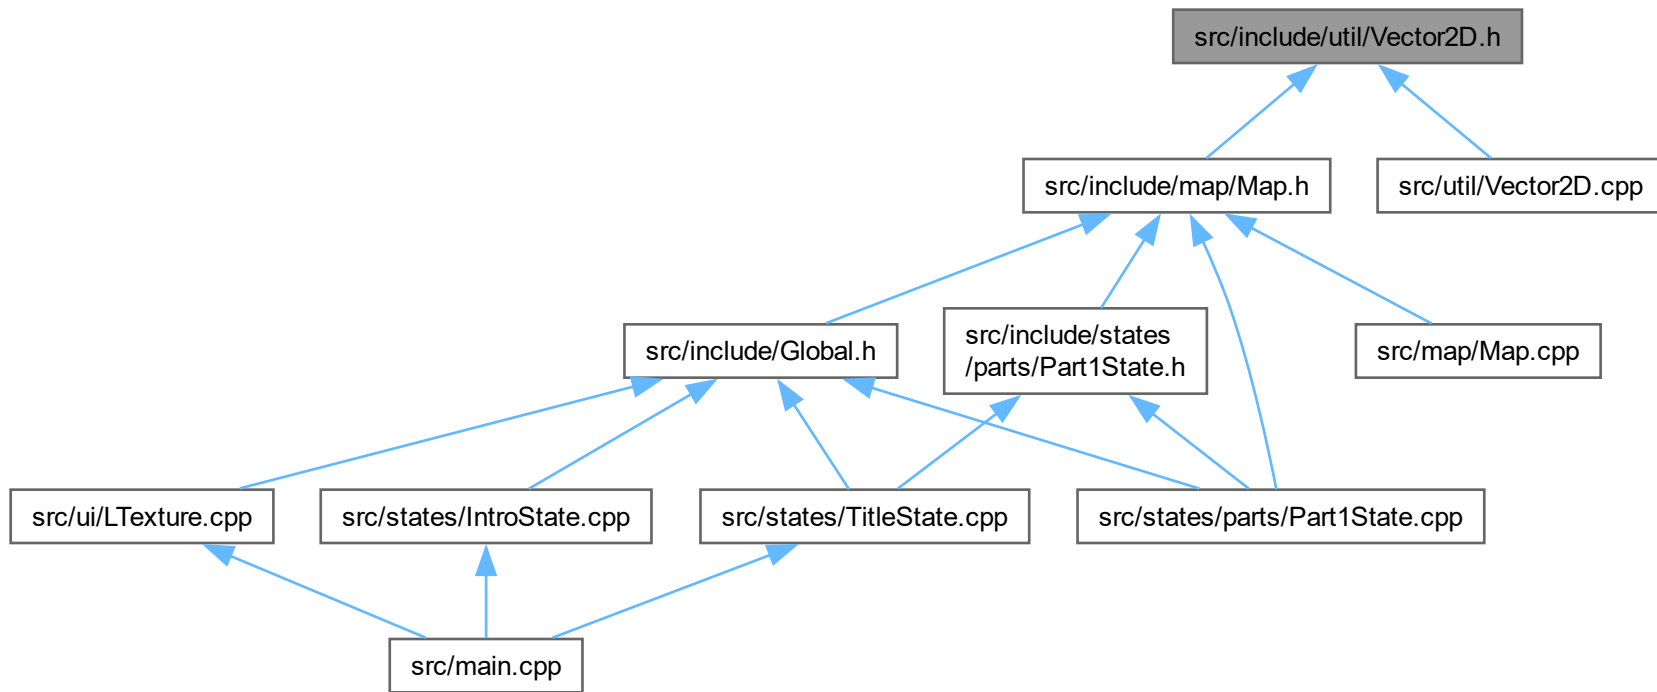 src/include/util/Vector2D.h
src/include/map/Map.h
src/util/Vector2D.cpp
src/include/Global.h
src/include/states
/parts/Part1State.h
src/map/Map.cpp
src/ui/LTexture.cpp
src/states/IntroState.cpp
src/states/TitleState.cpp
src/states/parts/Part1State.cpp
src/main.cpp